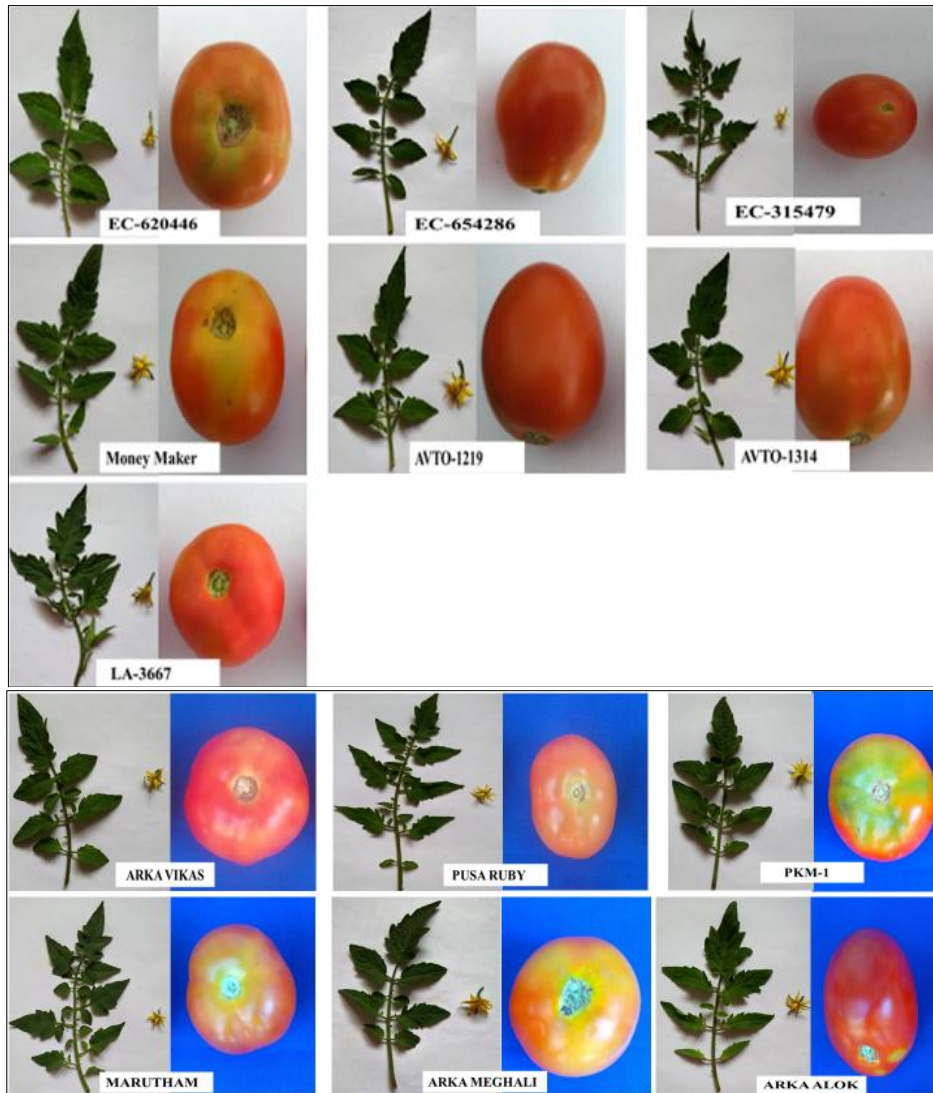 EC-620446
EC-654286
EC-315479
Money Maker
AVTO-1219
AVTO-1314
LA-3667
ARKA VIKAS
PUSA RUBY
PKM-1
MARUTHAM
ARKA MEGHALI
ARKA ALOK